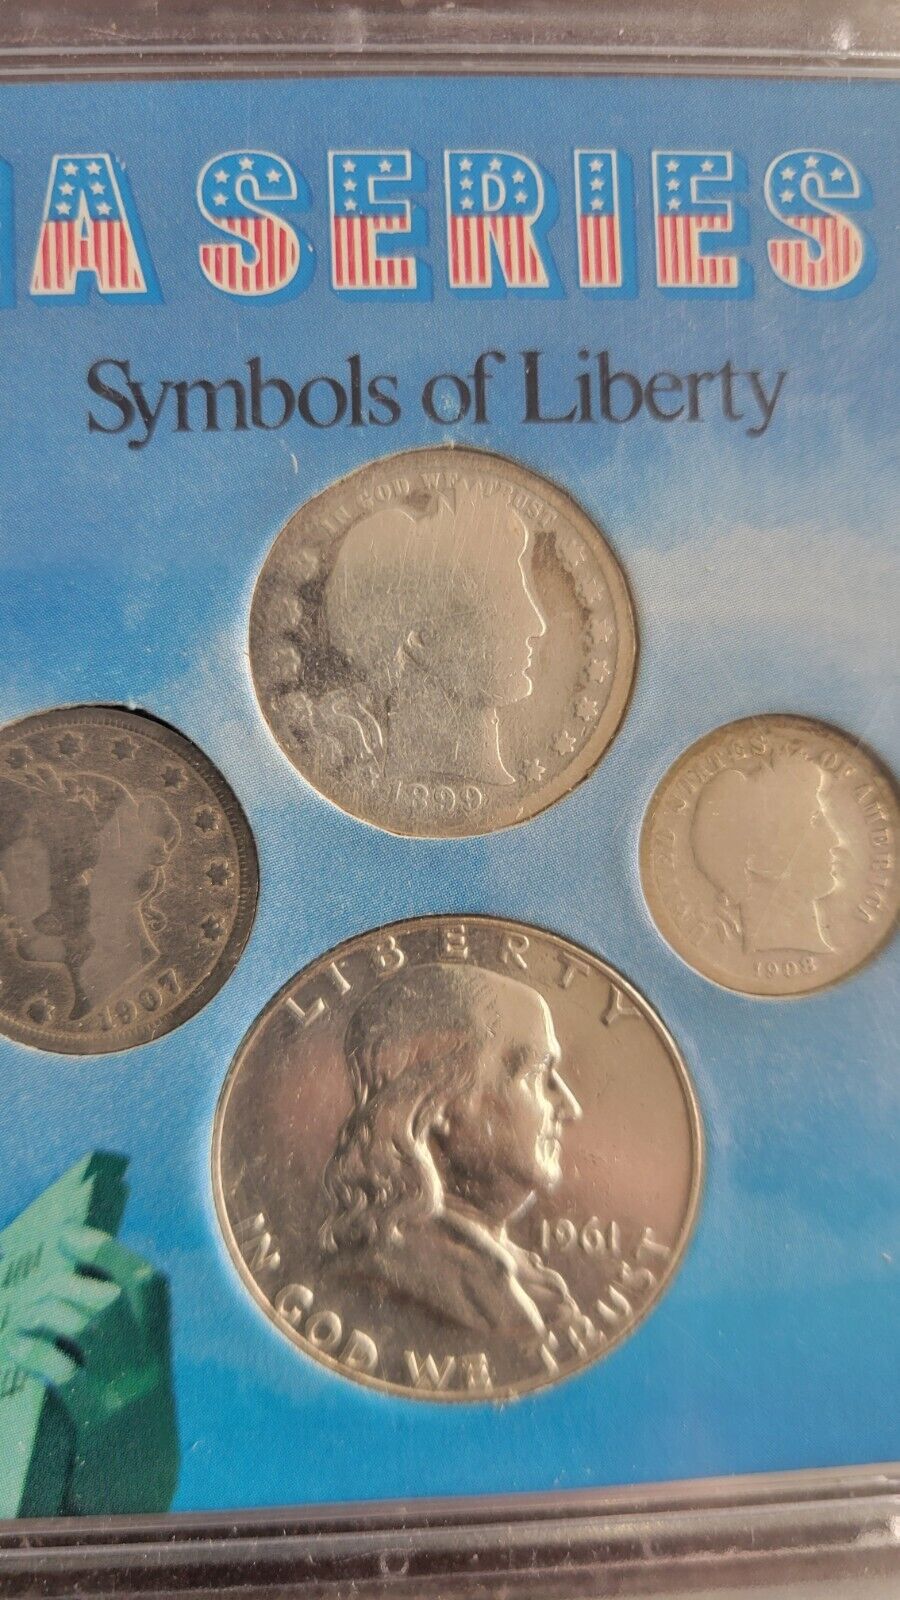 A SERIES
Symbols of Liberty
IN GOD WE TRUST
1899
1907
UNITED STATES OF AMERICA
1908
LIBERTY
1961
IN GOD WE TRUST